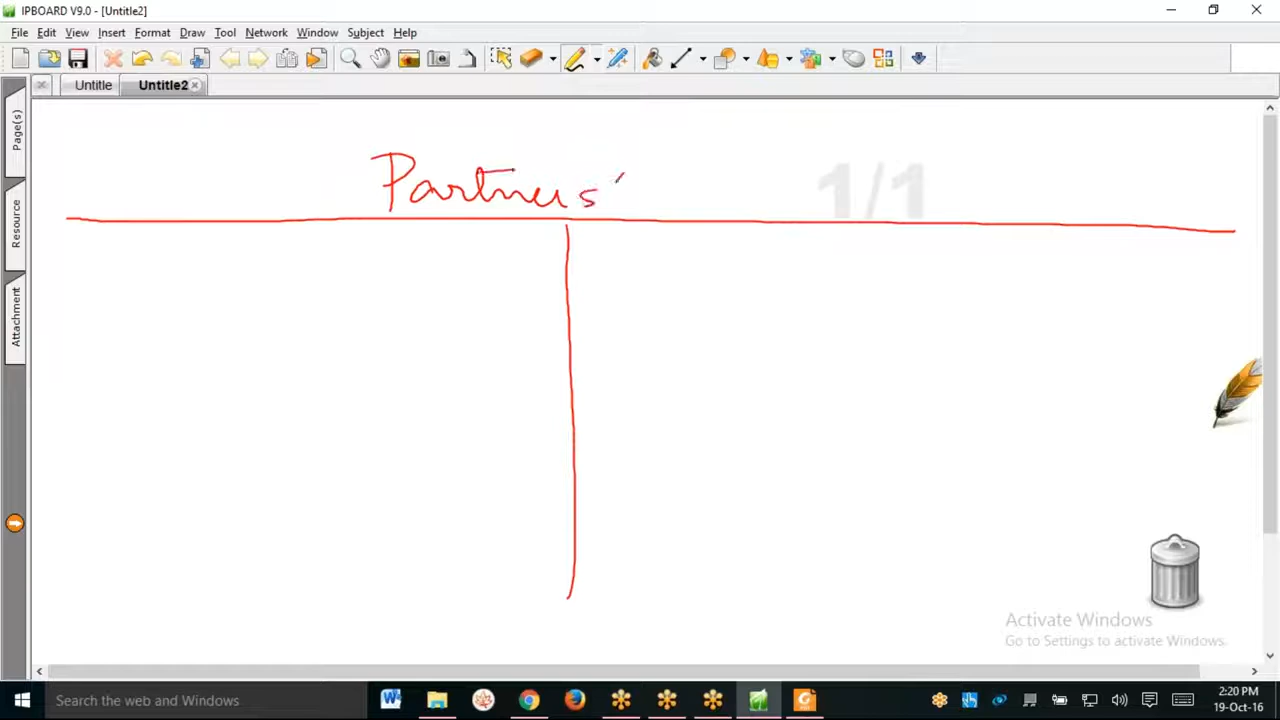 IPBOARD V9.0 - [Untitle2]
File Edit View Insert Format Draw Tool Network Window Subject Help
Untitle Untitle2
Page(s)
Resource
Attachment
1/1
Partners'
Activate Windows
Go to Settings to activate Windows.
Search the web and Windows
2:20 PM
19-Oct-16